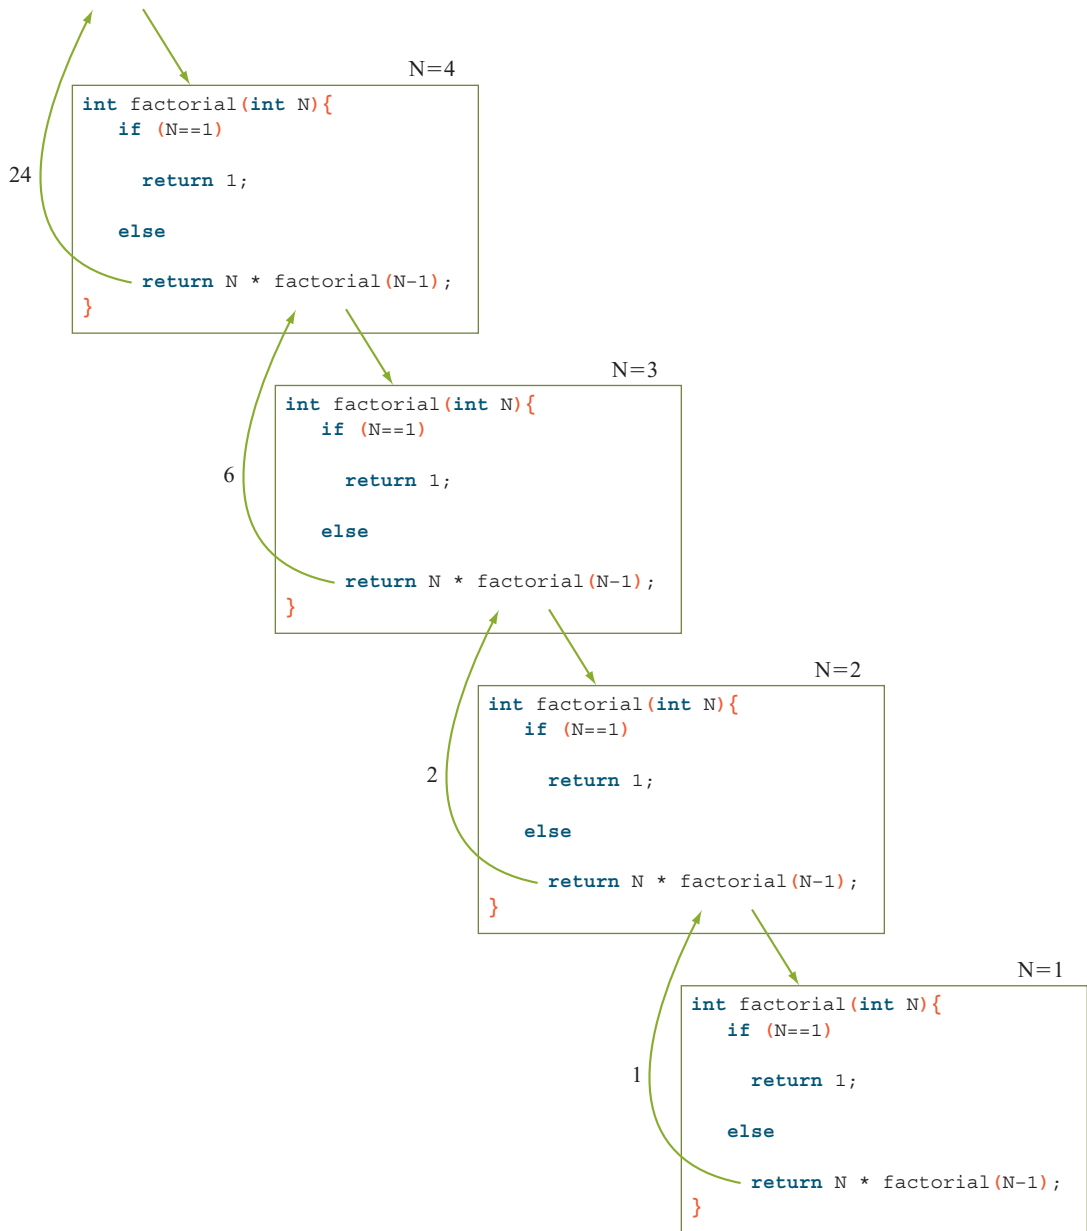 N=4
int factorial(int N){
if (N==1)
return 1;
else
return N * factorial(N–1);
}
24
N=3
int factorial(int N){
if (N==1)
return 1;
else
return N * factorial(N–1);
}
6
N=2
int factorial(int N){
if (N==1)
return 1;
else
return N * factorial(N–1);
}
2
N=1
int factorial(int N){
if (N==1)
return 1;
else
return N * factorial(N–1);
}
1